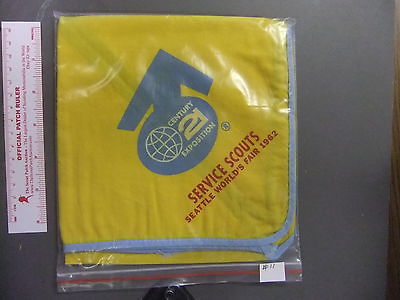 OFFICIAL PATCH RULER
CENTURY
21
EXPOSITION
®
SERVICE SCOUTS
SEATTLE WORLD'S FAIR 1962